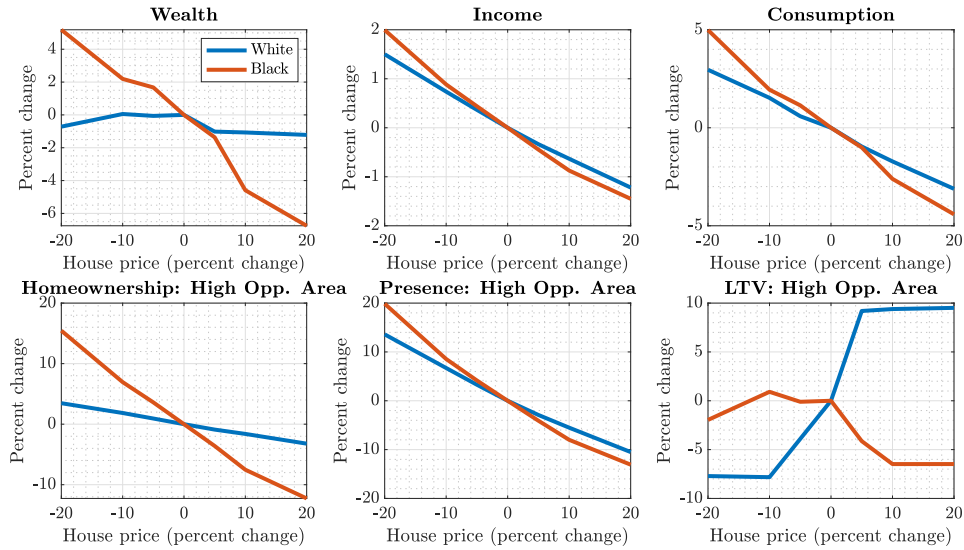 Wealth
Income
Consumption
White
Black
4
2
0
-2
-4
-6
-20
-10
0
10
20
Percent change
House price (percent change)
2
1
0
-1
-2
-20
-10
0
10
20
Percent change
House price (percent change)
5
0
-5
-20
-10
0
10
20
Percent change
House price (percent change)
Homeownership: High Opp. Area
Presence: High Opp. Area
LTV: High Opp. Area
20
10
0
-10
-20
-10
0
10
20
Percent change
House price (percent change)
20
10
0
-10
-20
-20
-10
0
10
20
Percent change
House price (percent change)
10
5
0
-5
-10
-20
-10
0
10
20
Percent change
House price (percent change)